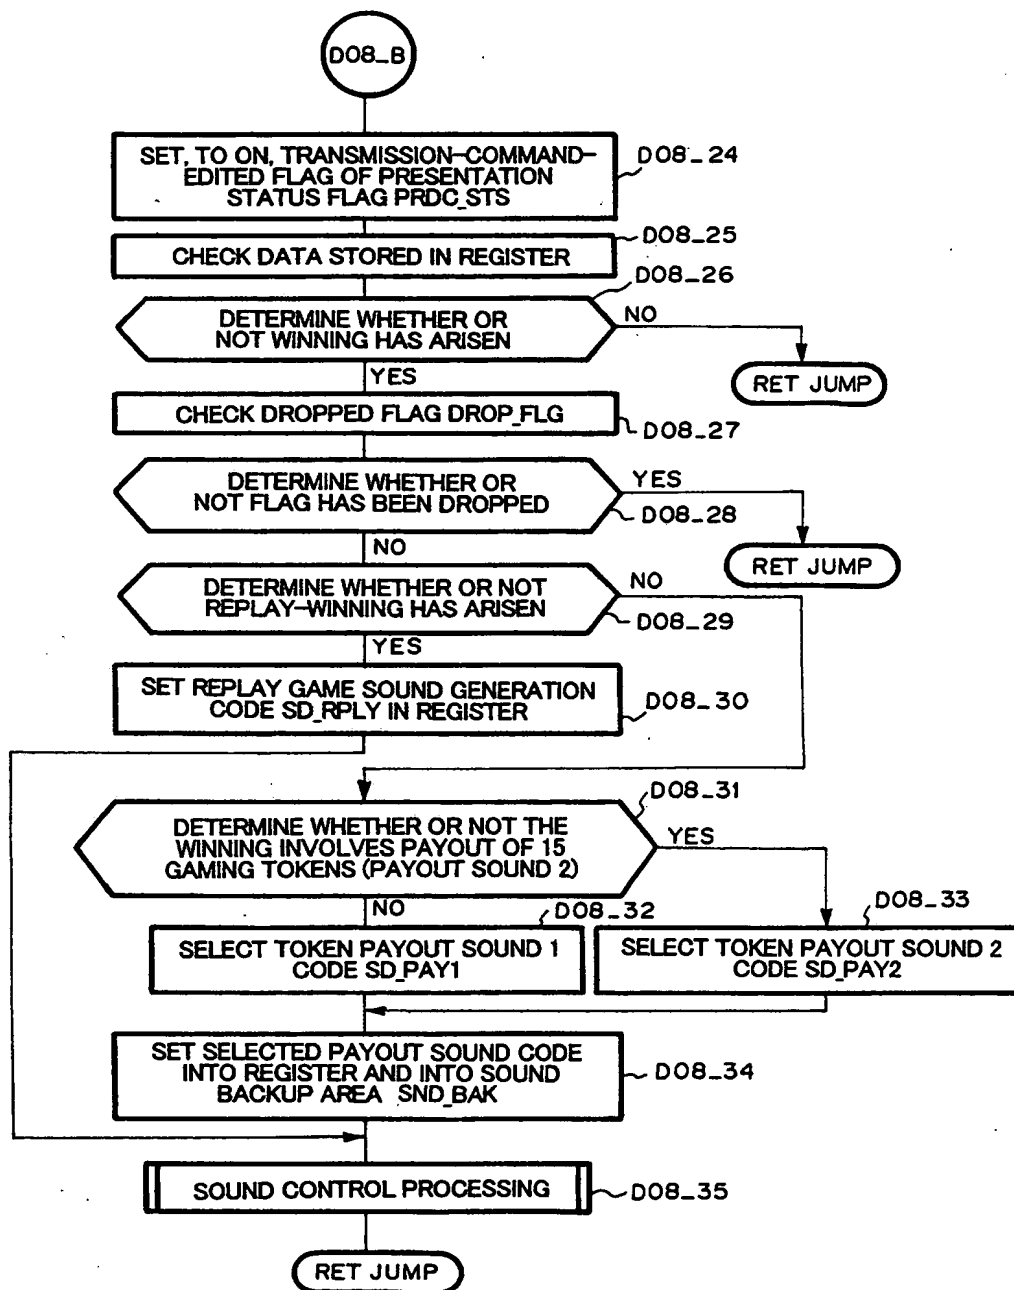 D08_B
SET, TO ON, TRANSMISSION-COMMAND-
EDITED FLAG OF PRESENTATION
STATUS FLAG PRDC_STS
D08_24
CHECK DATA STORED IN REGISTER
D08_25
DETERMINE WHETHER OR
NOT WINNING HAS ARISEN
D08_26
NO
RET JUMP
YES
CHECK DROPPED FLAG DROP_FLG
D08_27
DETERMINE WHETHER OR
NOT FLAG HAS BEEN DROPPED
YES
D08_28
RET JUMP
NO
DETERMINE WHETHER OR NOT
REPLAY-WINNING HAS ARISEN
NO
D08_29
YES
SET REPLAY GAME SOUND GENERATION
CODE SD_RPLY IN REGISTER
D08_30
D08_31
DETERMINE WHETHER OR NOT THE
WINNING INVOLVES PAYOUT OF 15
GAMING TOKENS (PAYOUT SOUND 2)
YES
NO
D08_32
SELECT TOKEN PAYOUT SOUND 1
CODE SD_PAY1
D08_33
SELECT TOKEN PAYOUT SOUND 2
CODE SD_PAY2
SET SELECTED PAYOUT SOUND CODE
INTO REGISTER AND INTO SOUND
BACKUP AREA SND_BAK
D08_34
SOUND CONTROL PROCESSING
D08_35
RET JUMP